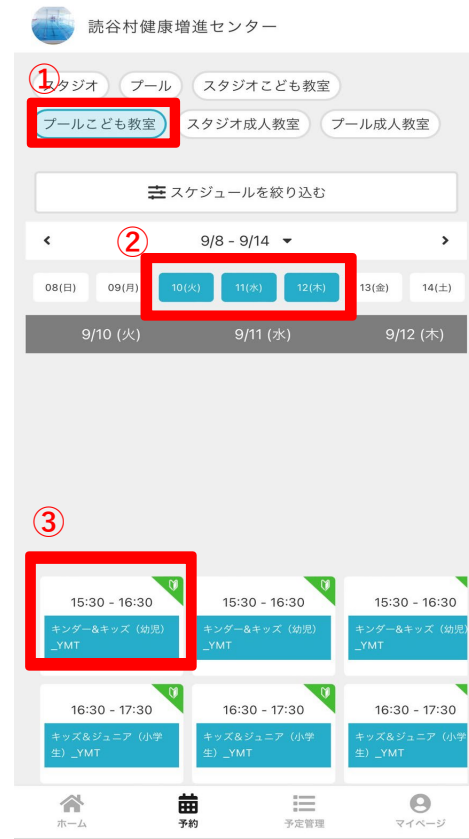 読谷村健康増進センター
①
スタジオ プール スタジオこども教室
プールこども教室 スタジオ成人教室 プール成人教室
スケジュールを絞り込む
②
9/8 - 9/14
08(日) 09(月) 10(火) 11(水) 12(木) 13(金) 14(土)
9/10 (火) 9/11 (水) 9/12 (木)
③
15:30 - 16:30 15:30 - 16:30 15:30 - 16:30
キンダー&キッズ（幼児） キンダー&キッズ（幼児） キンダー&キッズ（幼児
_YMT _YMT _YMT
16:30 - 17:30 16:30 - 17:30 16:30 - 17:30
キッズ&ジュニア（小学 キッズ&ジュニア（小学 キッズ&ジュニア（小学
生）_YMT 生）_YMT 生）_YMT
ホーム 予約 予定管理 マイページ